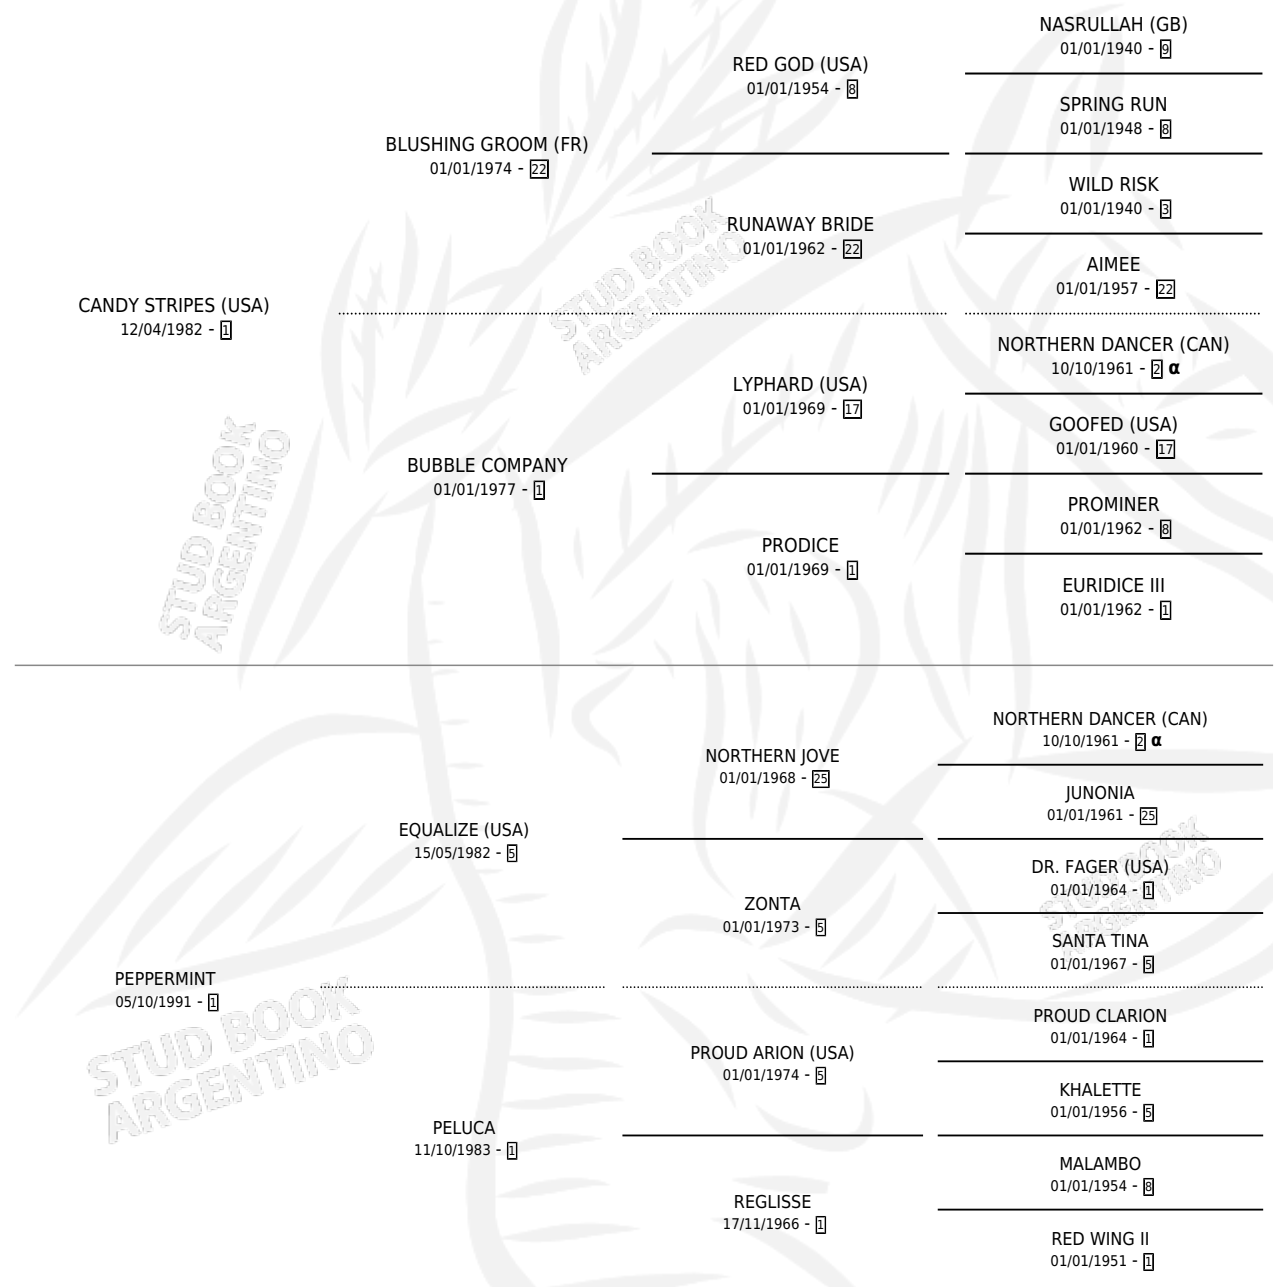 NASRULLAH (GB)
01/01/1940 - 9
RED GOD (USA)
01/01/1954 - 8
SPRING RUN
01/01/1948 - 8
BLUSHING GROOM (FR)
01/01/1974 - 22
WILD RISK
01/01/1940 - 3
RUNAWAY BRIDE
01/01/1962 - 22
AIMEE
01/01/1957 - 22
CANDY STRIPES (USA)
12/04/1982 - 1
NORTHERN DANCER (CAN)
10/10/1961 - 2 α
LYPHARD (USA)
01/01/1969 - 17
GOOFED (USA)
01/01/1960 - 17
BUBBLE COMPANY
01/01/1977 - 1
PROMINER
01/01/1962 - 8
PRODICE
01/01/1969 - 1
EURIDICE III
01/01/1962 - 1
NORTHERN DANCER (CAN)
10/10/1961 - 2 α
NORTHERN JOVE
01/01/1968 - 25
JUNONIA
01/01/1961 - 25
EQUALIZE (USA)
15/05/1982 - 5
DR. FAGER (USA)
01/01/1964 - 1
ZONTA
01/01/1973 - 5
SANTA TINA
01/01/1967 - 5
PEPPERMINT
05/10/1991 - 1
PROUD CLARION
01/01/1964 - 1
PROUD ARION (USA)
01/01/1974 - 5
KHALETTE
01/01/1956 - 5
PELUCA
11/10/1983 - 1
MALAMBO
01/01/1954 - 8
REGLISSE
17/11/1966 - 1
RED WING II
01/01/1951 - 1
STUD BOOK
ARGENTINO
STUD BOOK
ARGENTINO
STUD BOOK
ARGENTINO
STUD BOOK
ARGENTINO